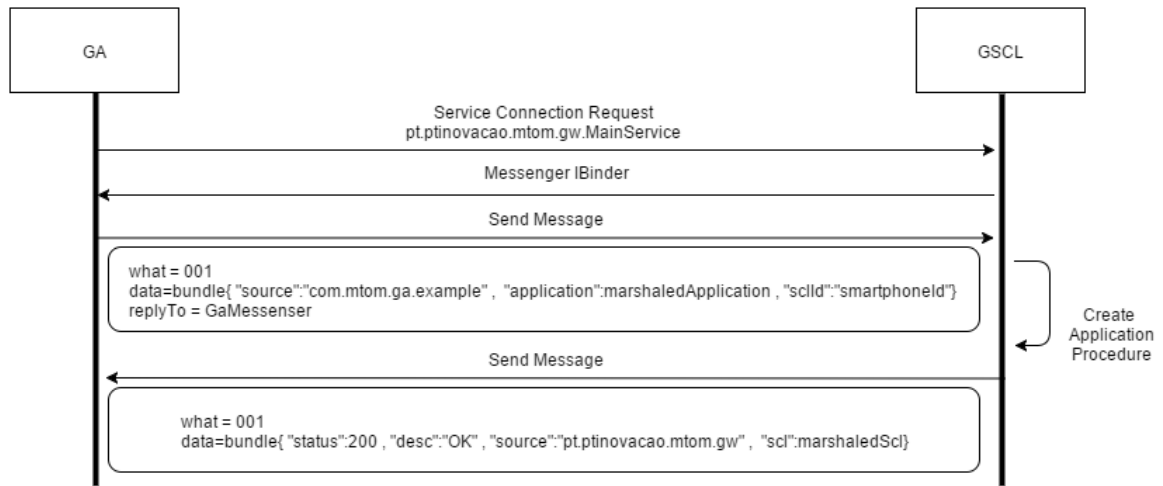 GA
GSCL
Service Connection Request
pt.ptinovacao.mtom.gw.MainService
Messenger IBinder
Send Message
what = 001
data=bundle{ "source":"com.mtom.ga.example" , "application":marshaledApplication , "sclId":"smartphoneId"}
replyTo = GaMessenser
Create
Application
Procedure
Send Message
what = 001
data=bundle{ "status":200 , "desc":"OK" , "source":"pt.ptinovacao.mtom.gw" , "scl":marshaledScl}